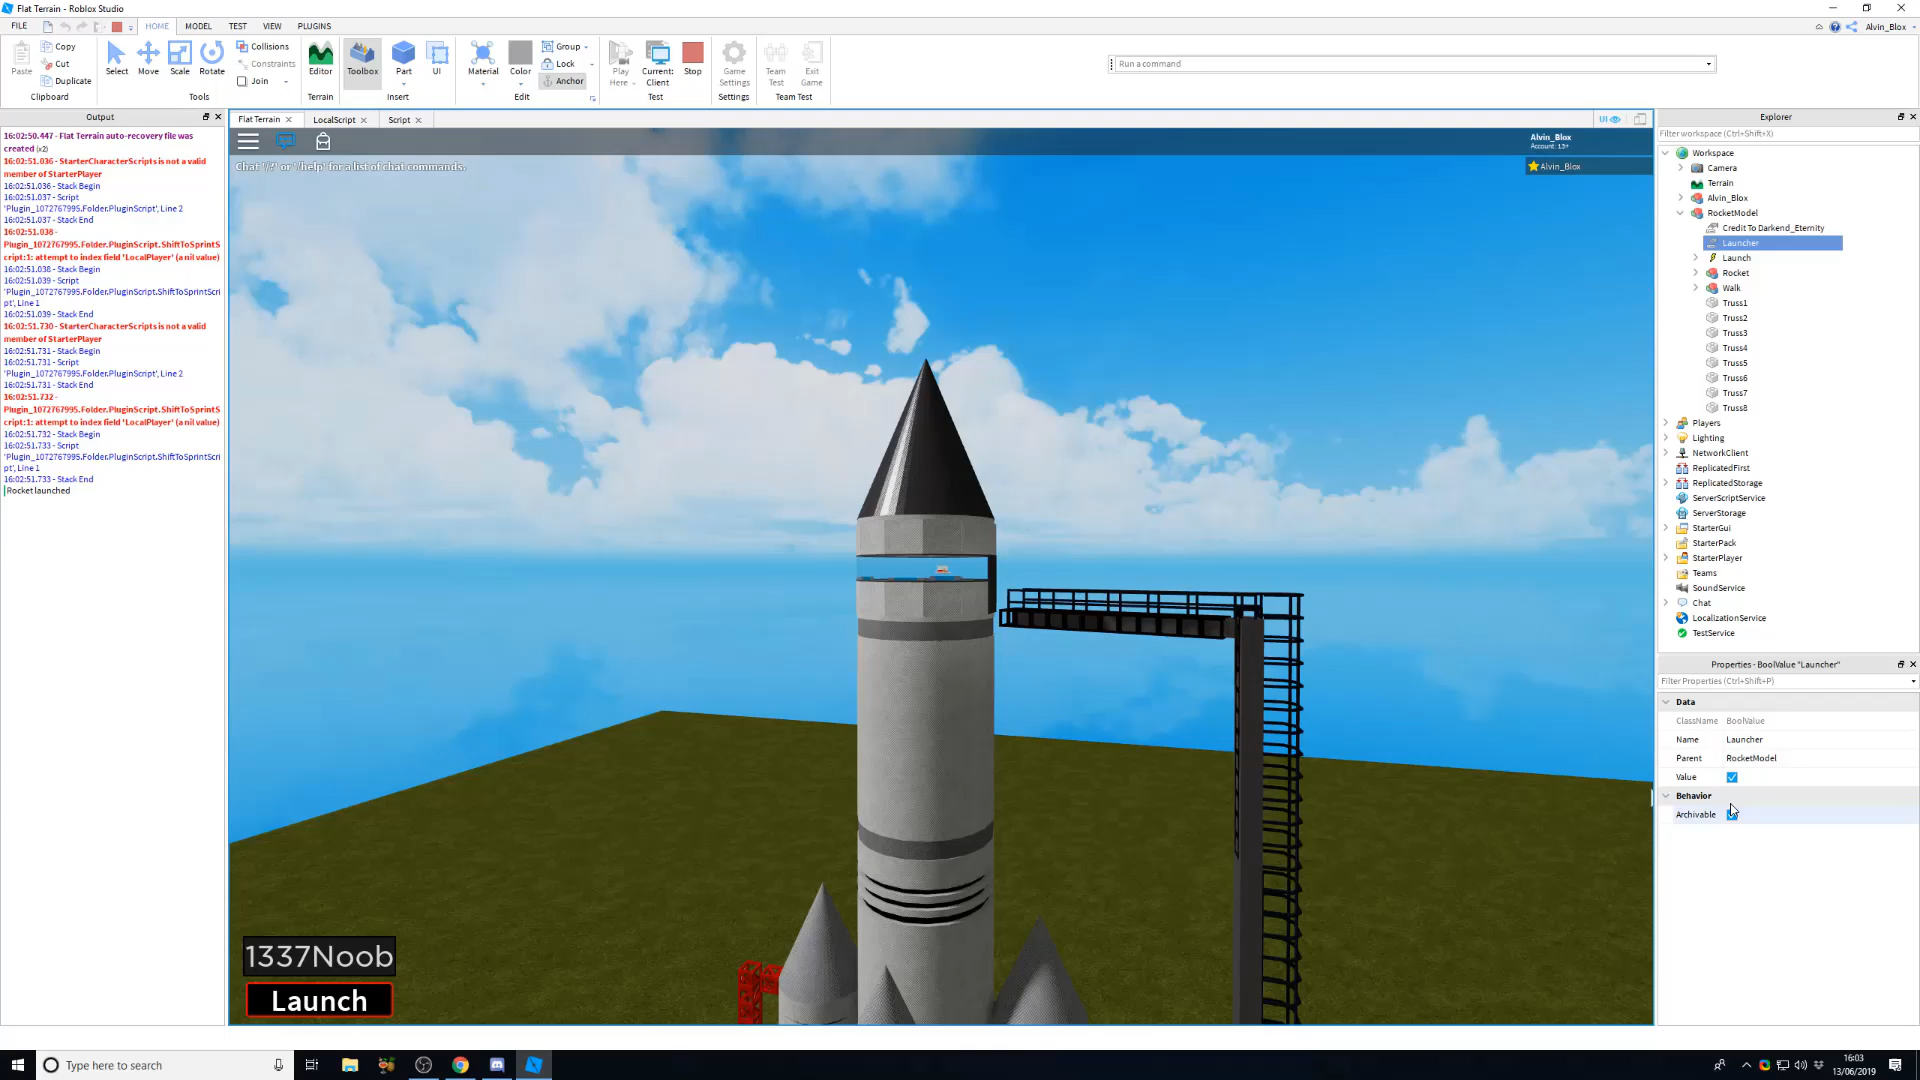 Flat Terrain - Roblox Studio
FILE
HOME
MODEL
TEST
VIEW
PLUGINS
Alvin_Blox
Paste
Copy
Cut
Duplicate
Clipboard
Select
Move
Scale
Rotate
Collisions
Constraints
Join
Tools
Editor
Terrain
Toolbox
Part
UI
Insert
Material
Color
Group
Lock
Anchor
Edit
Play
Here
Current:
Client
Stop
Test
Game
Settings
Settings
Team
Test
Exit
Game
Team Test
Run a command
Output
16:02:50.447 - Flat Terrain auto-recovery file was
created (x2)
16:02:51.036 - StarterCharacterScripts is not a valid
member of StarterPlayer
16:02:51.036 - Stack Begin
16:02:51.037 - Script
'Plugin_1072767995.Folder.PluginScript', Line 2
16:02:51.037 - Stack End
16:02:51.038 -
Plugin_1072767995.Folder.PluginScript.ShiftToSprintS
cript:1: attempt to index field 'LocalPlayer' (a nil value)
16:02:51.038 - Stack Begin
16:02:51.039 - Script
'Plugin_1072767995.Folder.PluginScript.ShiftToSprintScri
pt', Line 1
16:02:51.039 - Stack End
16:02:51.730 - StarterCharacterScripts is not a valid
member of StarterPlayer
16:02:51.731 - Stack Begin
16:02:51.731 - Script
'Plugin_1072767995.Folder.PluginScript', Line 2
16:02:51.731 - Stack End
16:02:51.732 -
Plugin_1072767995.Folder.PluginScript.ShiftToSprintS
cript:1: attempt to index field 'LocalPlayer' (a nil value)
16:02:51.732 - Stack Begin
16:02:51.733 - Script
'Plugin_1072767995.Folder.PluginScript.ShiftToSprintScri
pt', Line 1
16:02:51.733 - Stack End
Rocket launched
Flat Terrain
LocalScript
Script
UI
Chat '/?' or '/help' for a list of chat commands.
Alvin_Blox
Account: 13+
Alvin_Blox
1337Noob
Launch
Explorer
Filter workspace (Ctrl+Shift+X)
Workspace
Camera
Terrain
Alvin_Blox
RocketModel
Credit To Darkend_Eternity
Launcher
Launch
Rocket
Walk
Truss1
Truss2
Truss3
Truss4
Truss5
Truss6
Truss7
Truss8
Players
Lighting
NetworkClient
ReplicatedFirst
ReplicatedStorage
ServerScriptService
ServerStorage
StarterGui
StarterPack
StarterPlayer
Teams
SoundService
Chat
LocalizationService
TestService
Properties - BoolValue "Launcher"
Filter Properties (Ctrl+Shift+P)
Data
ClassName BoolValue
Name Launcher
Parent RocketModel
Value
Behavior
Archivable
Type here to search
16:03
13/06/2019